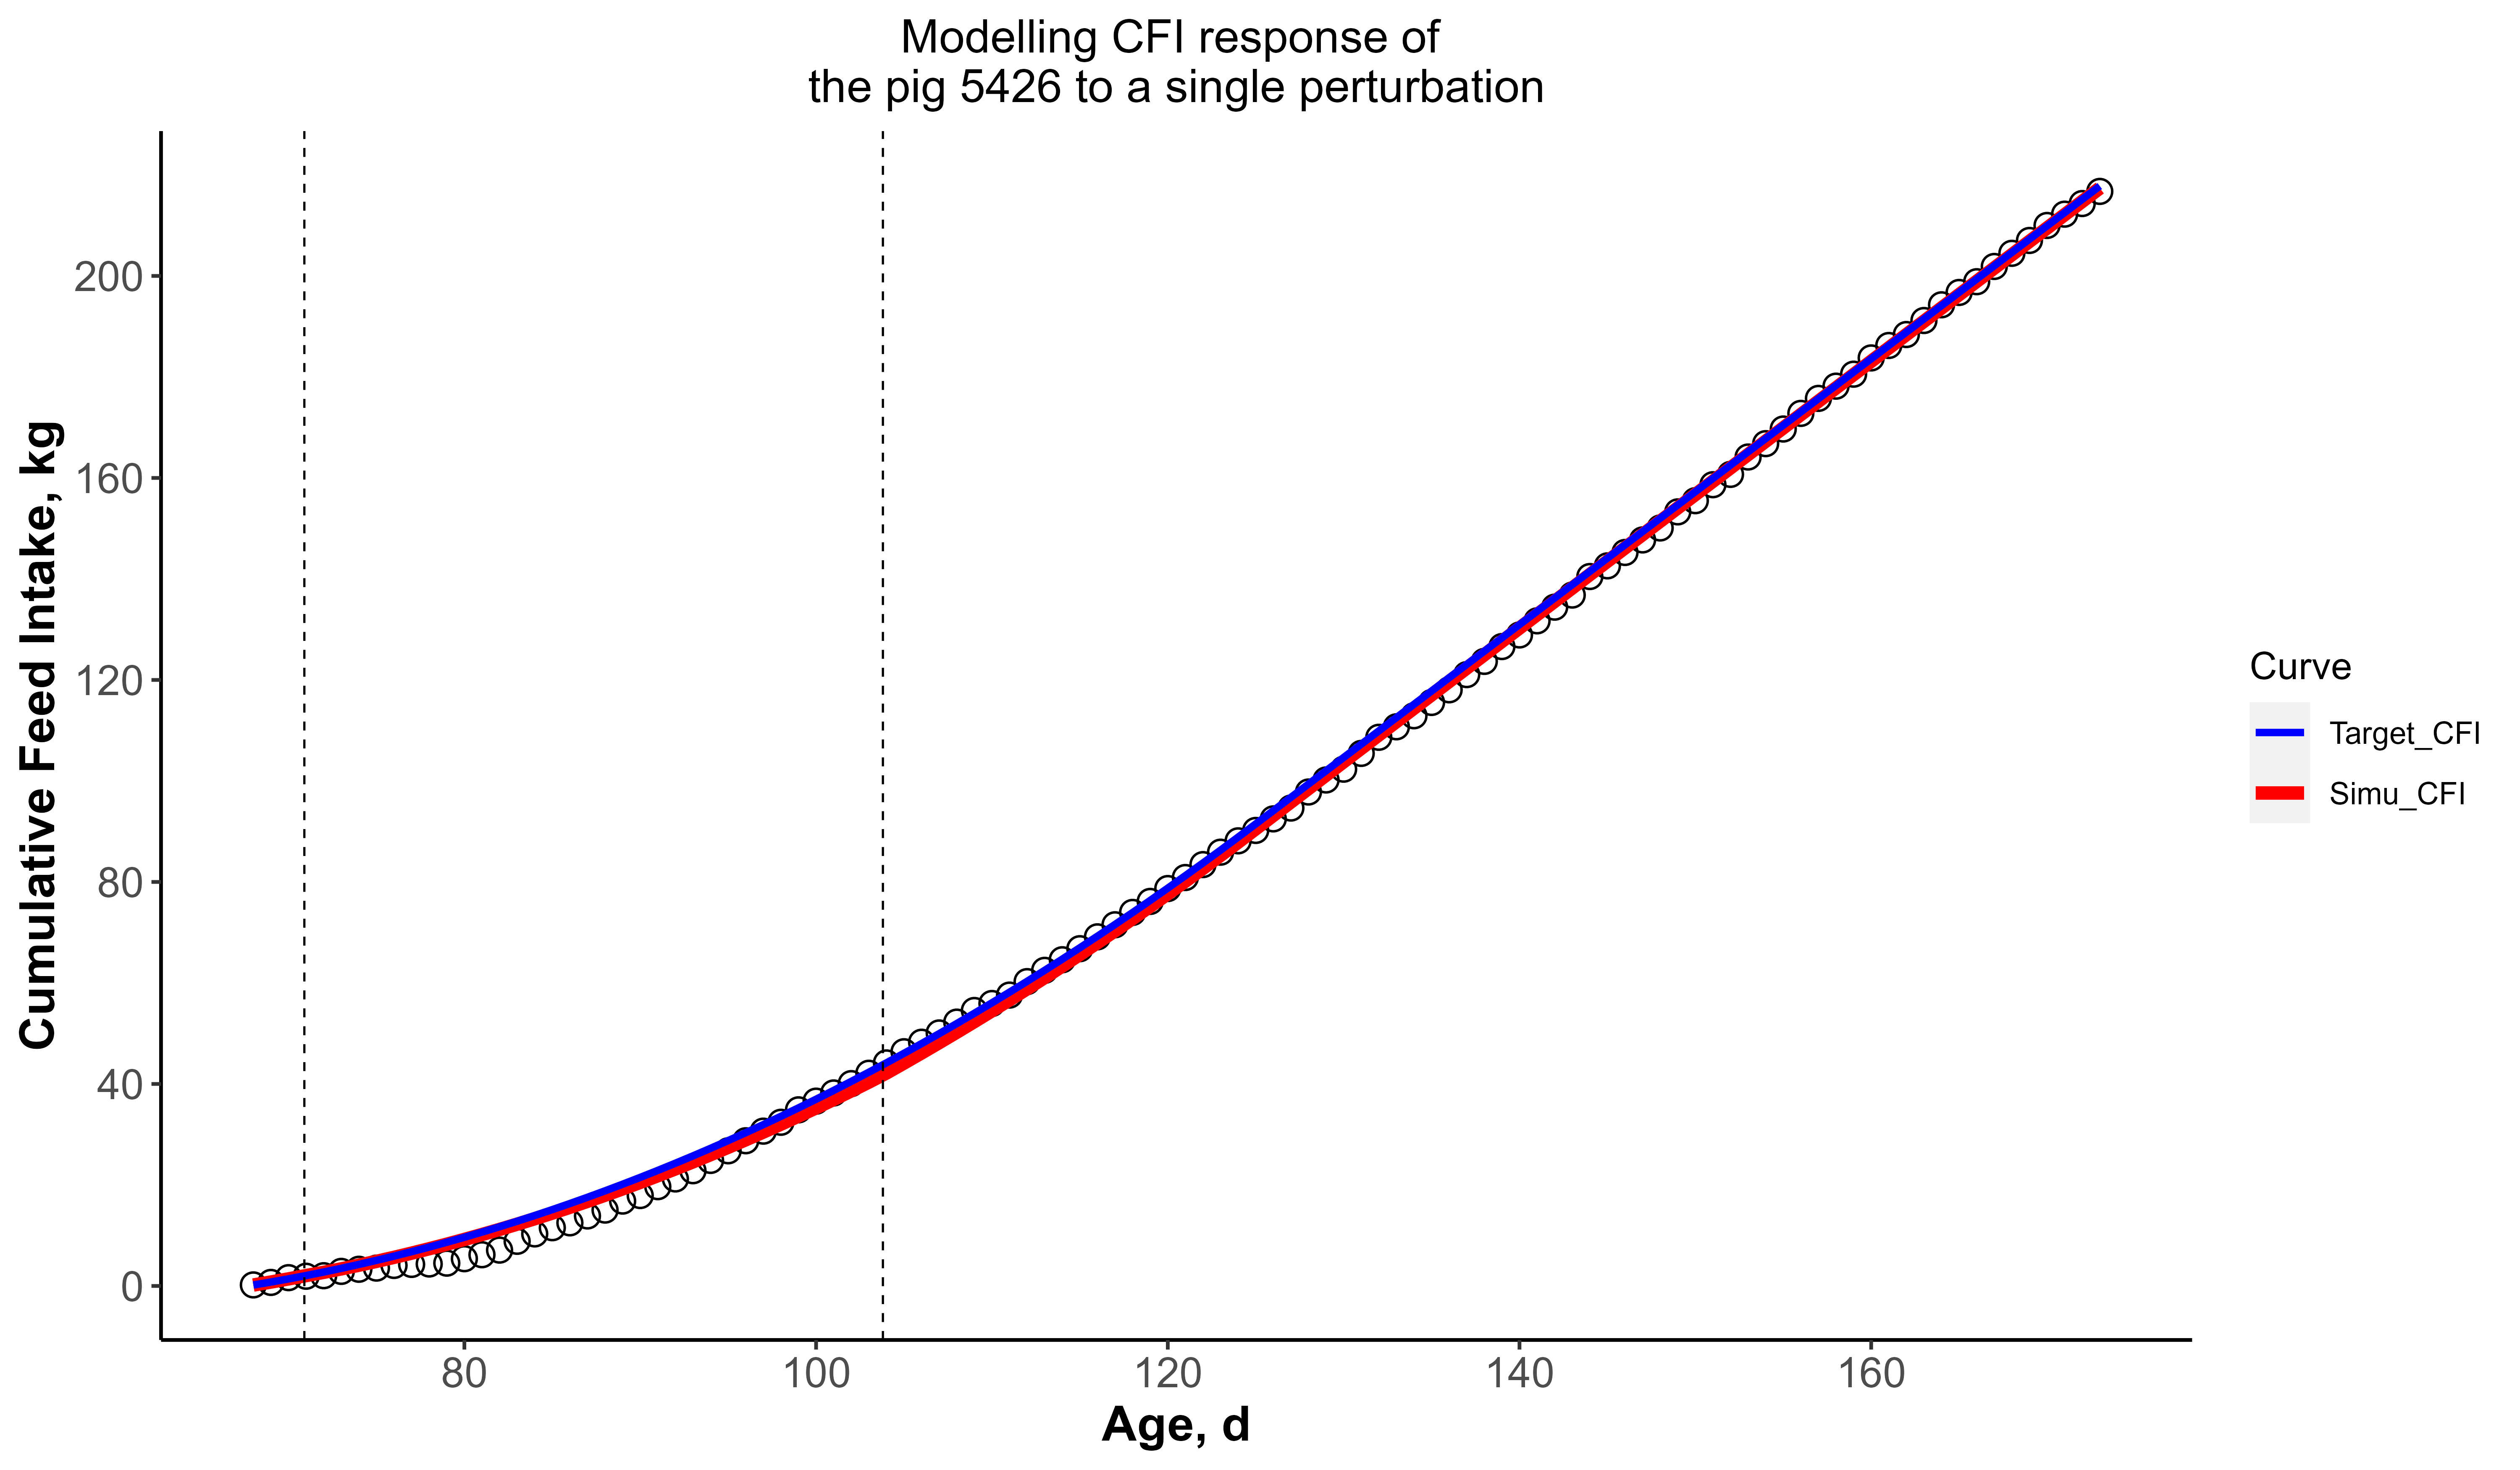 Modelling CFI response of
the pig 5426 to a single perturbation
Cumulative Feed Intake, kg
200
160
120
80
40
0
80
100
120
140
160
Age, d
Curve
Target_CFI
Simu_CFI